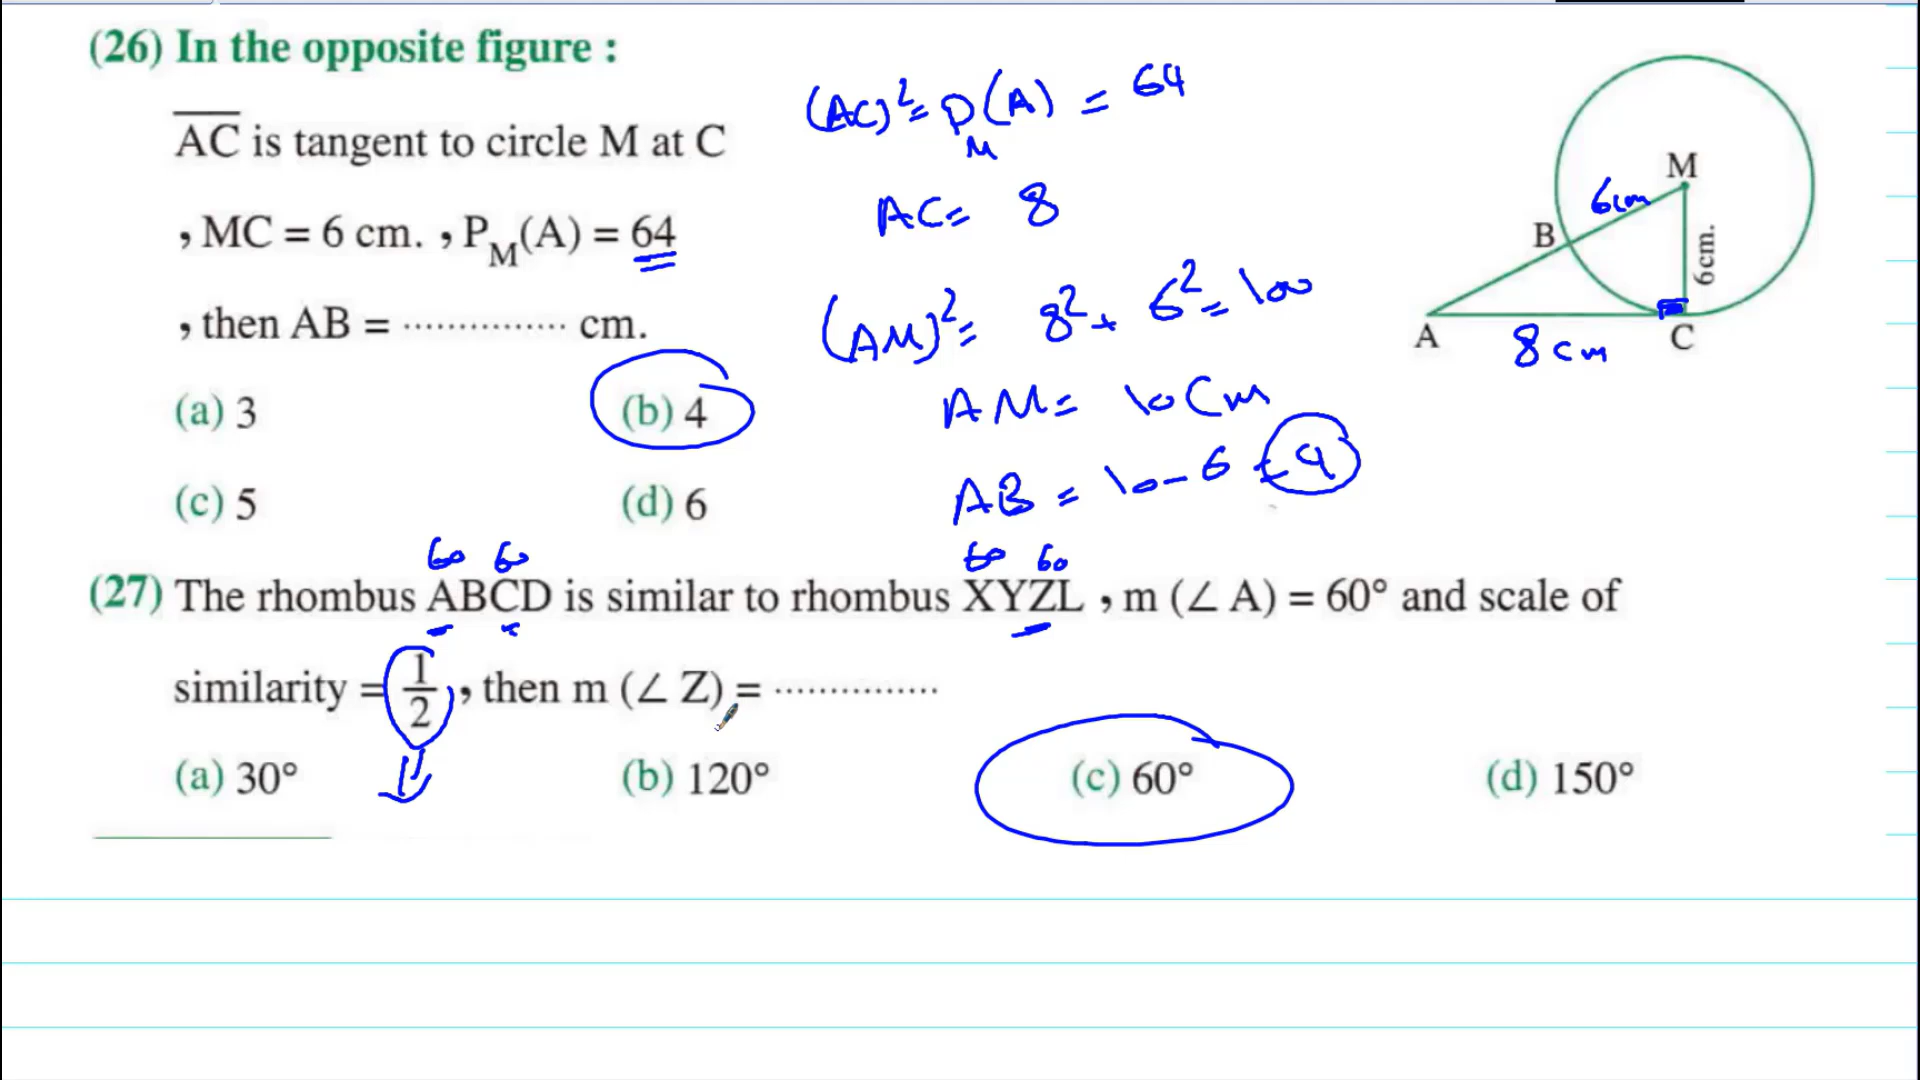 (26) In the opposite figure :
AC is tangent to circle M at C
, MC = 6 cm. , P_M(A) = 64
, then AB = ............... cm.
(a) 3
(b) 4
(c) 5
(d) 6
(AC)² = P_M(A) = 64
AC = 8
(AM)² = 8² + 6² = 100
AM = 10 Cm
AB = 10 - 6 = 4
M
6cm
B
6cm.
A
8 cm
C
60 60 60 60
(27) The rhombus ABCD is similar to rhombus XYZL , m (∠ A) = 60° and scale of
similarity = 1/2 , then m (∠ Z) = ...............
(a) 30°
(b) 120°
(c) 60°
(d) 150°